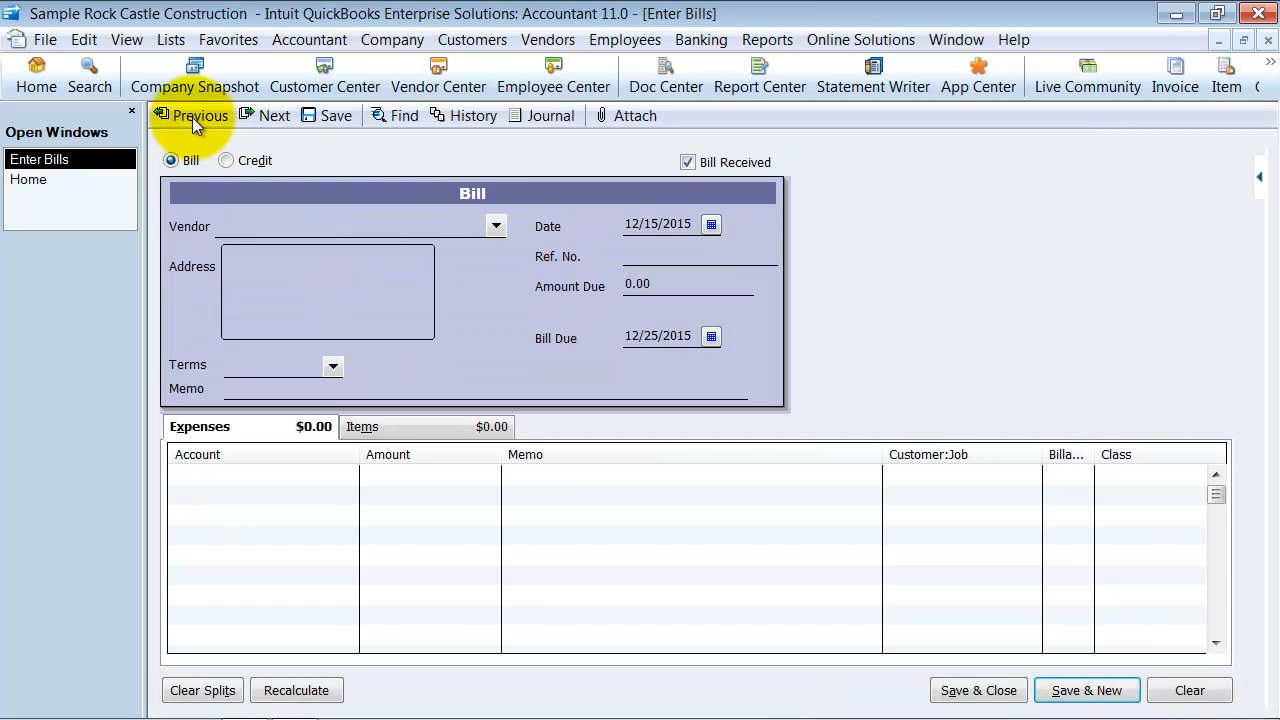 Sample Rock Castle Construction - Intuit QuickBooks Enterprise Solutions: Accountant 11.0 - [Enter Bills]
File Edit View Lists Favorites Accountant Company Customers Vendors Employees Banking Reports Online Solutions Window Help
Home Search Company Snapshot Customer Center Vendor Center Employee Center Doc Center Report Center Statement Writer App Center Live Community Invoice Item
Previous Next Save Find History Journal Attach
Open Windows
Enter Bills
Home
Bill Credit Bill Received
Bill
Vendor Date 12/15/2015
Ref. No.
Address
Amount Due 0.00
Bill Due 12/25/2015
Terms
Memo
Expenses $0.00 Items $0.00
Account Amount Memo Customer:Job Billa... Class
Clear Splits Recalculate Save & Close Save & New Clear